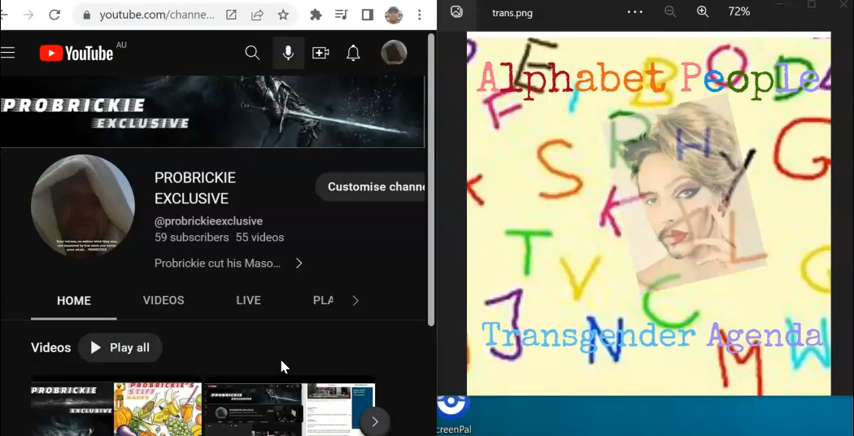 youtube.com/channe...
YouTube AU
PROBRICKIE
EXCLUSIVE
PROBRICKIE
EXCLUSIVE
Customise chann
@probrickieexclusive
59 subscribers 55 videos
Probrickie cut his Maso...
HOME VIDEOS LIVE PLA
Videos Play all
PROBRICKIE'S
STIFF
trans.png
72%
Alphabet People
E
B
O
D
F
R
H
Y
G
S
K
T
L
V
G
J
C
N
M
W
Transgender Agenda
creenPal